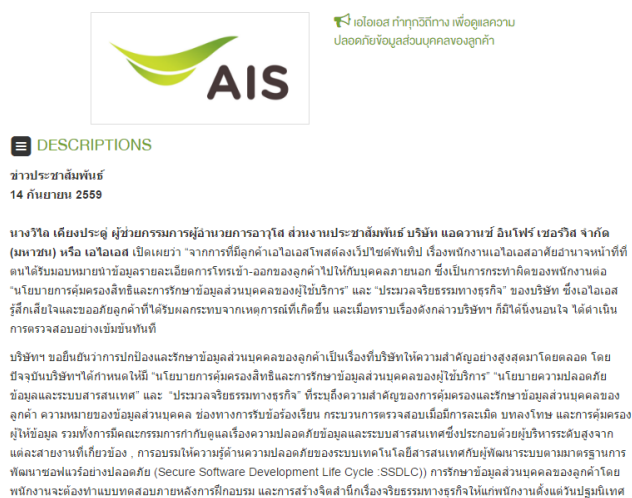 AIS
เอไอเอส ทำทุกวิถีทาง เพื่อดูแลความ
ปลอดภัยข้อมูลส่วนบุคคลของลูกค้า
DESCRIPTIONS
ข่าวประชาสัมพันธ์
14 กันยายน 2559
นางวิไล เคียงประดู่ ผู้ช่วยกรรมการผู้อำนวยการอาวุโส ส่วนงานประชาสัมพันธ์ บริษัท แอดวานซ์ อินโฟร์ เซอร์วิส จำกัด
(มหาชน) หรือ เอไอเอส เปิดเผยว่า "จากการที่มีลูกค้าเอไอเอสโพสต์ลงเว็ปไซต์พันทิป เรื่องพนักงานเอไอเอสอาศัยอำนาจหน้าที่ที่
ตนได้รับมอบหมายนำข้อมูลรายละเอียดการโทรเข้า-ออกของลูกค้าไปให้กับบุคคลภายนอก ซึ่งเป็นการกระทำผิดของพนักงานต่อ
"นโยบายการคุ้มครองสิทธิและการรักษาข้อมูลส่วนบุคคลของผู้ใช้บริการ" และ "ประมวลจริยธรรมทางธุรกิจ" ของบริษัท ซึ่งเอไอเอส
รู้สึกเสียใจและขออภัยลูกค้าที่ได้รับผลกระทบจากเหตุการณ์ที่เกิดขึ้น และเมื่อทราบเรื่องดังกล่าวบริษัทฯ ก็มิได้นิ่งนอนใจ ได้ดำเนิน
การตรวจสอบอย่างเข้มข้นทันที
บริษัทฯ ขอยืนยันว่าการปกป้องและรักษาข้อมูลส่วนบุคคลของลูกค้าเป็นเรื่องที่บริษัทให้ความสำคัญอย่างสูงสุดมาโดยตลอด โดย
ปัจจุบันบริษัทฯได้กำหนดให้มี "นโยบายการคุ้มครองสิทธิและการรักษาข้อมูลส่วนบุคคลของผู้ใช้บริการ" "นโยบายความปลอดภัย
ข้อมูลและระบบสารสนเทศ" และ "ประมวลจริยธรรมทางธุรกิจ" ที่ระบุถึงความสำคัญของการคุ้มครองและรักษาข้อมูลส่วนบุคคลของ
ลูกค้า ความหมายของข้อมูลส่วนบุคคล ช่องทางการรับข้อร้องเรียน กระบวนการตรวจสอบเมื่อมีการละเมิด บทลงโทษ และการคุ้มครอง
ผู้ให้ข้อมูล รวมทั้งการมีคณะกรรมการกำกับดูแลเรื่องความปลอดภัยข้อมูลและระบบสารสนเทศซึ่งประกอบด้วยผู้บริหารระดับสูงจาก
แต่ละสายงานที่เกี่ยวข้อง , การอบรมให้ความรู้ด้านความปลอดภัยของระบบเทคโนโลยีสารสนเทศกับผู้พัฒนาระบบตามมาตรฐานการ
พัฒนาซอฟแวร์อย่างปลอดภัย (Secure Software Development Life Cycle :SSDLC)) การรักษาข้อมูลส่วนบุคคลของลูกค้าโดย
พนักงานจะต้องทำแบบทดสอบภายหลังการฝึกอบรม และการสร้างจิตสำนึกเรื่องจริยธรรมทางธุรกิจให้แก่พนักงานตั้งแต่วันปฐมนิเทศ